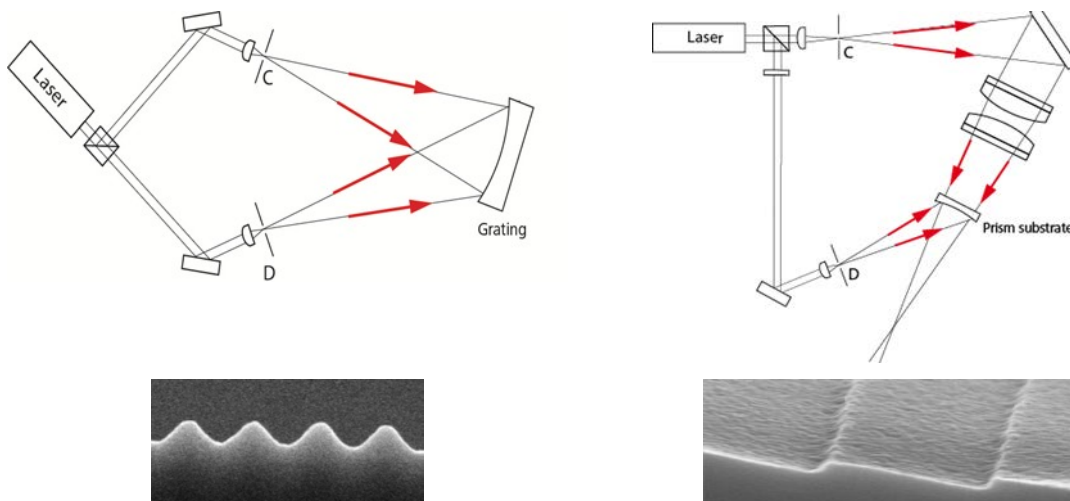 Laser
C
Grating
D
Laser
C
Prism substrate
D